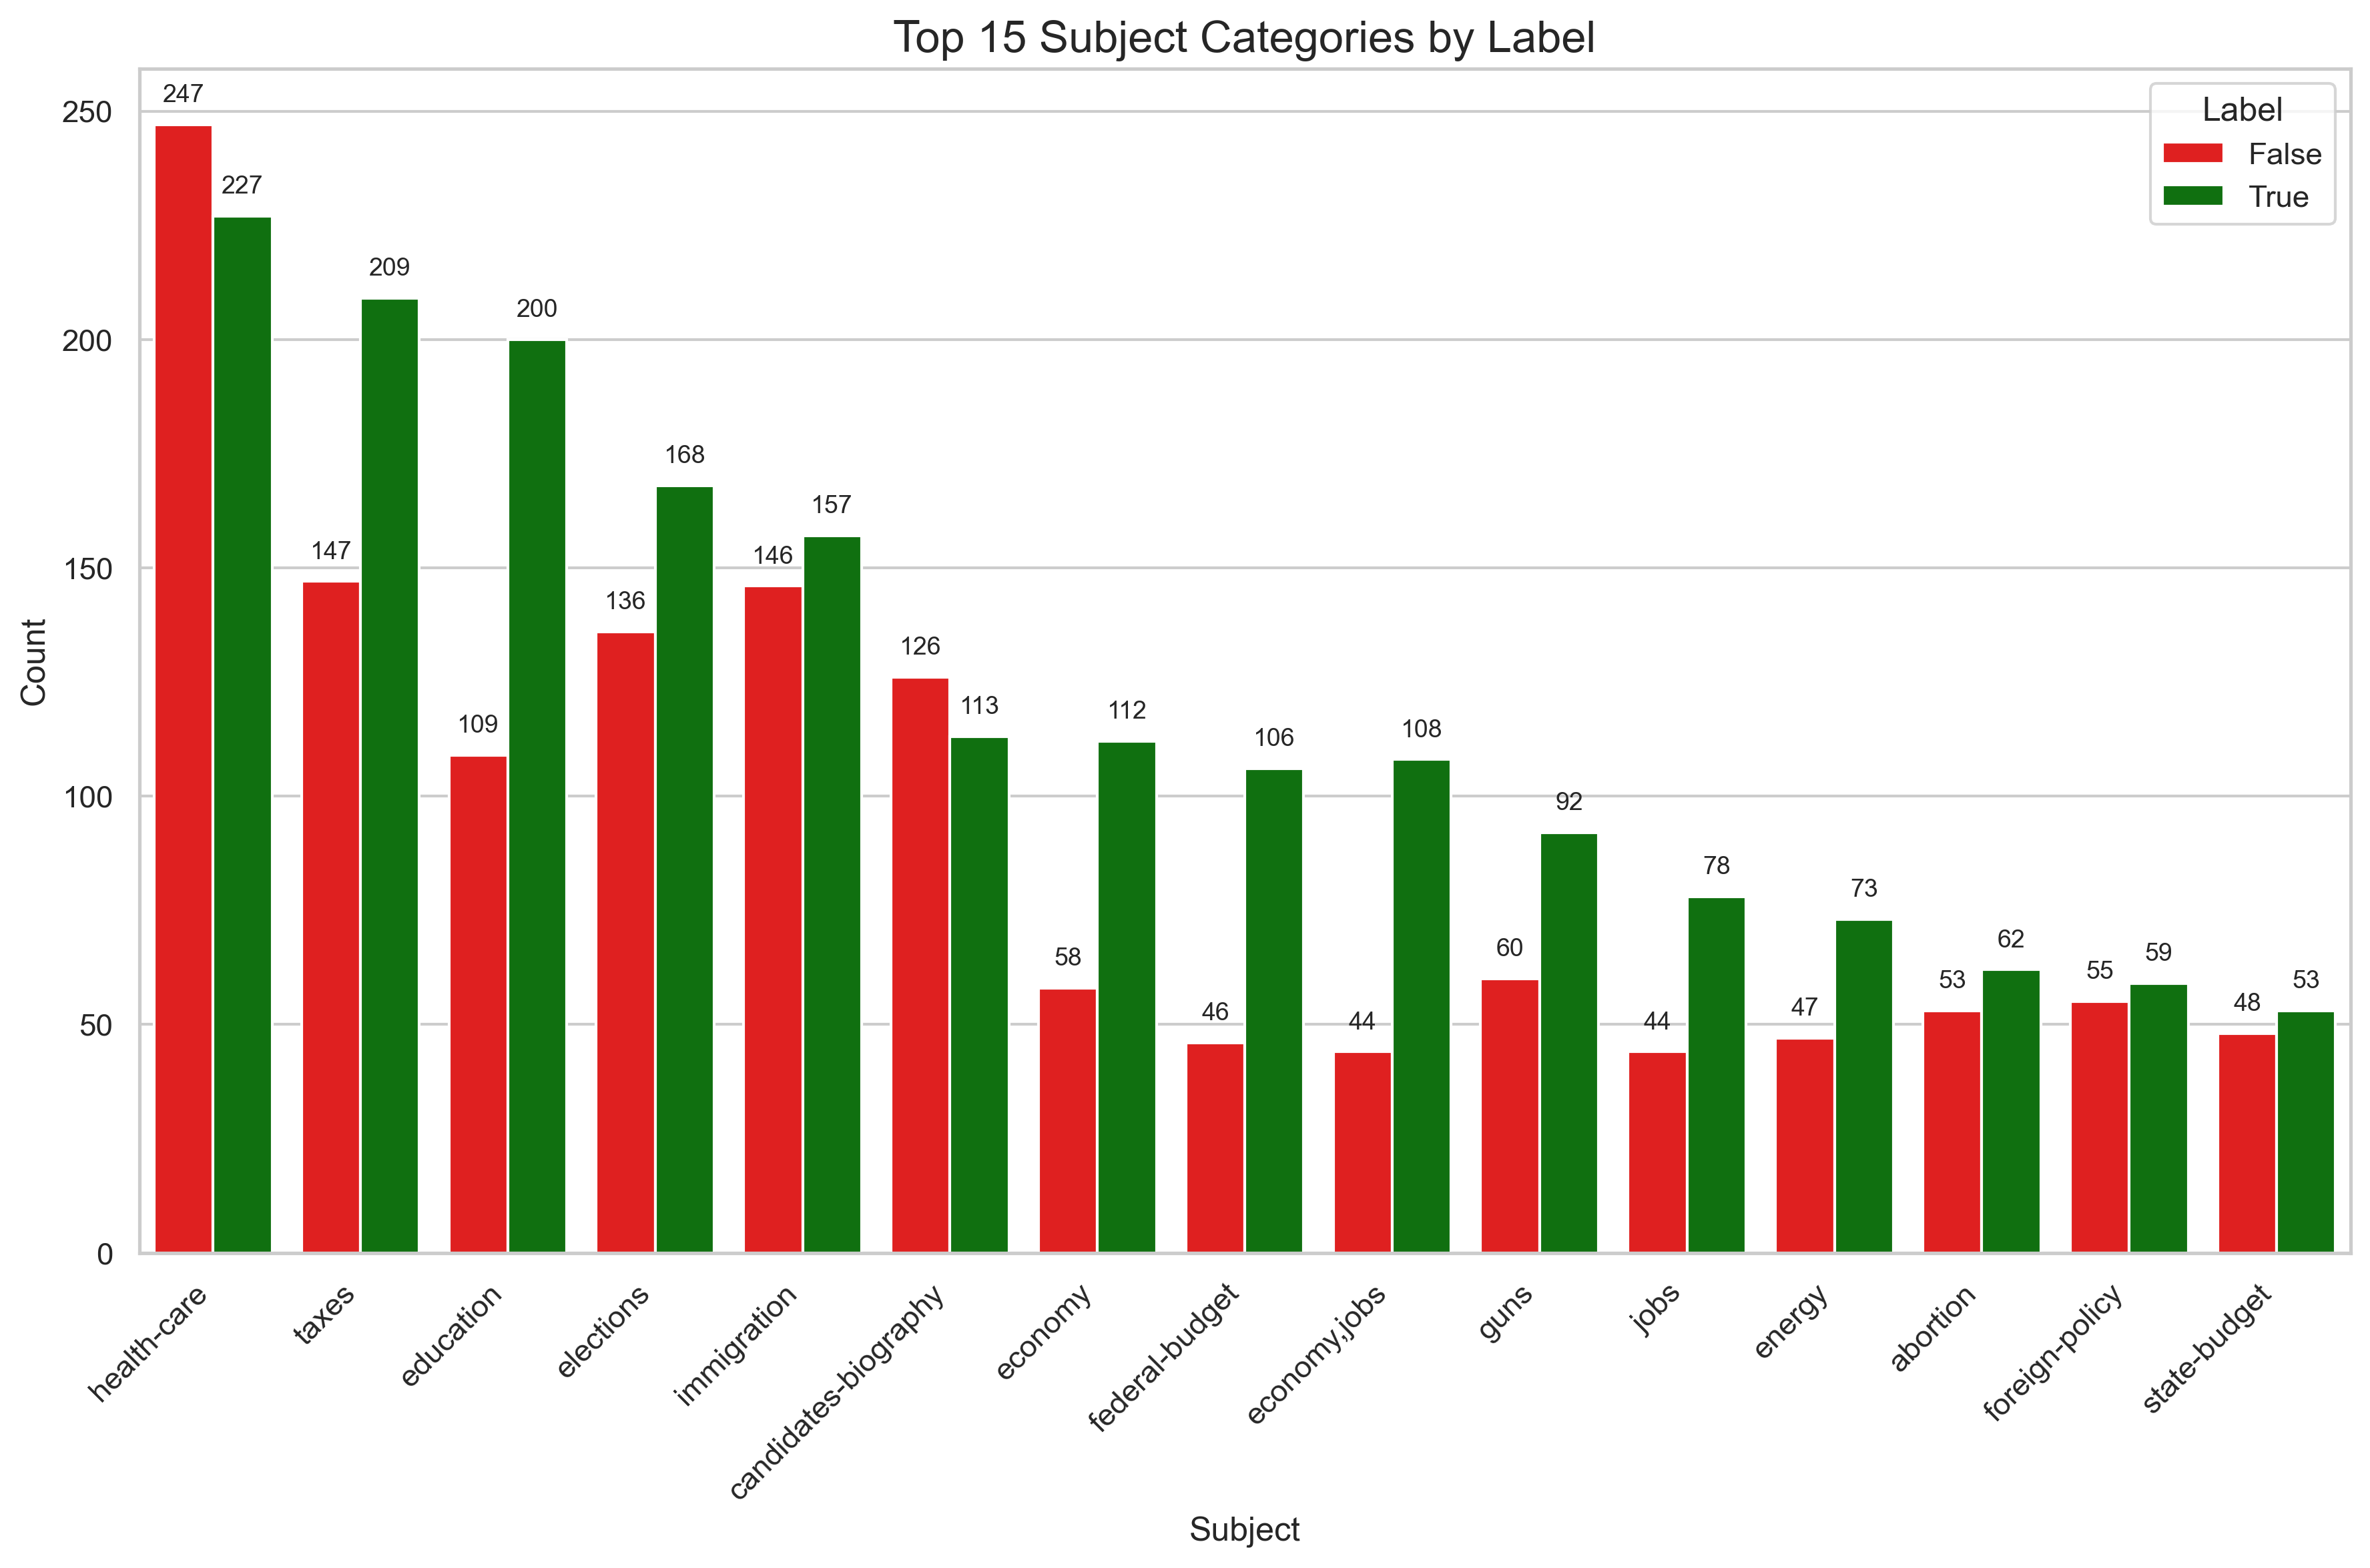 Top 15 Subject Categories by Label
Label
False
True
Count
250
200
150
100
50
0
247
227
147
209
109
200
136
168
146
157
126
113
58
112
46
106
44
108
60
92
44
78
47
73
53
62
55
59
48
53
health-care
taxes
education
elections
immigration
candidates-biography
economy
federal-budget
economy,jobs
guns
jobs
energy
abortion
foreign-policy
state-budget
Subject